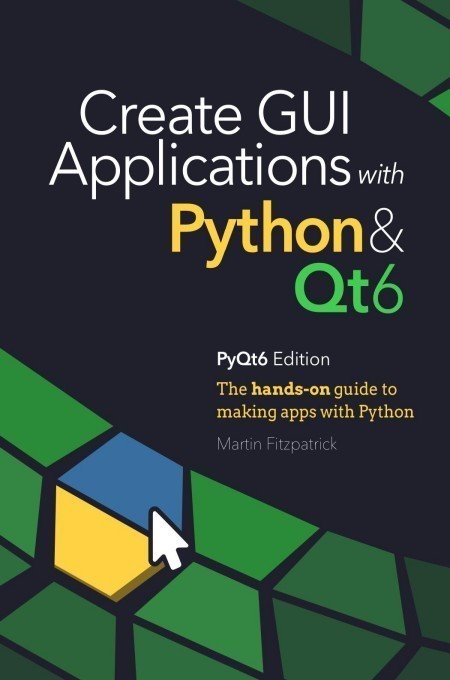 Create GUI
Applications with
Python &
Qt6
PyQt6 Edition
The hands-on guide to
making apps with Python
Martin Fitzpatrick